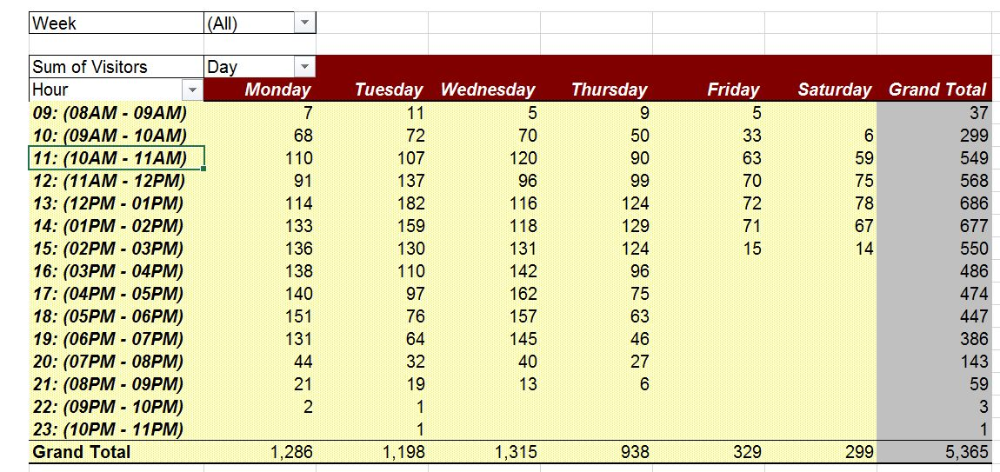 Week (All)
Sum of Visitors Day
Hour Monday Tuesday Wednesday Thursday Friday Saturday Grand Total
09: (08AM - 09AM) 7 11 5 9 5 37
10: (09AM - 10AM) 68 72 70 50 33 6 299
11: (10AM - 11AM) 110 107 120 90 63 59 549
12: (11AM - 12PM) 91 137 96 99 70 75 568
13: (12PM - 01PM) 114 182 116 124 72 78 686
14: (01PM - 02PM) 133 159 118 129 71 67 677
15: (02PM - 03PM) 136 130 131 124 15 14 550
16: (03PM - 04PM) 138 110 142 96 486
17: (04PM - 05PM) 140 97 162 75 474
18: (05PM - 06PM) 151 76 157 63 447
19: (06PM - 07PM) 131 64 145 46 386
20: (07PM - 08PM) 44 32 40 27 143
21: (08PM - 09PM) 21 19 13 6 59
22: (09PM - 10PM) 2 1 3
23: (10PM - 11PM) 1 1
Grand Total 1,286 1,198 1,315 938 329 299 5,365